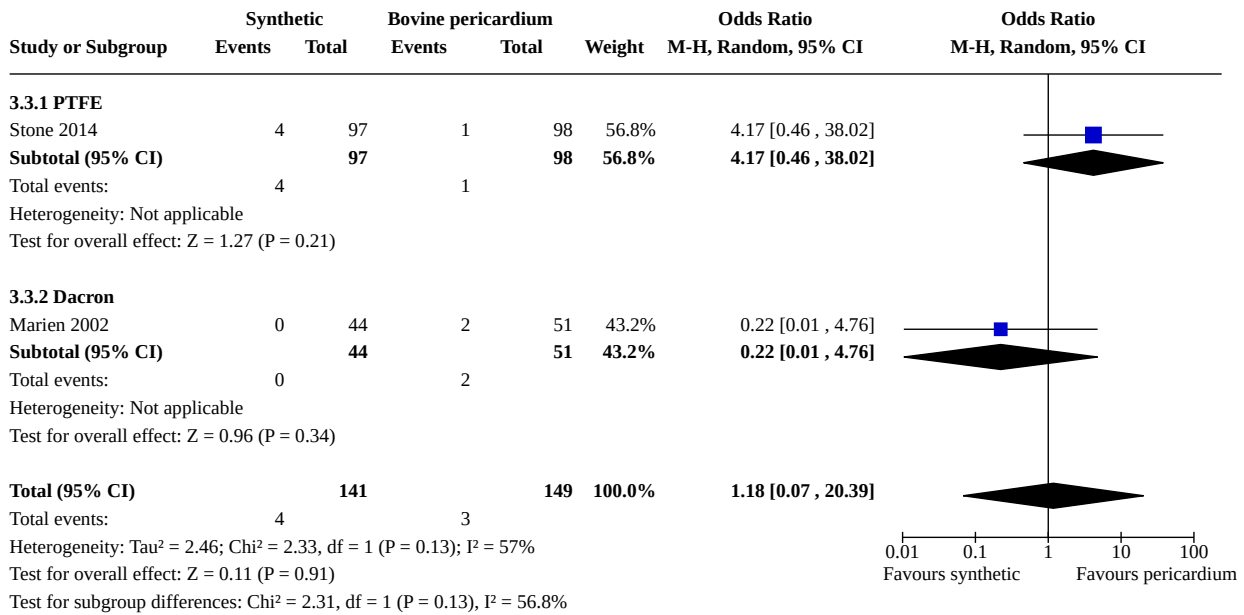 Synthetic Bovine pericardium Odds Ratio Odds Ratio
Study or Subgroup Events Total Events Total Weight M-H, Random, 95% CI M-H, Random, 95% CI
3.3.1 PTFE
Stone 2014 4 97 1 98 56.8% 4.17 [0.46 , 38.02]
Subtotal (95% CI) 97 98 56.8% 4.17 [0.46 , 38.02]
Total events: 4 1
Heterogeneity: Not applicable
Test for overall effect: Z = 1.27 (P = 0.21)
3.3.2 Dacron
Marien 2002 0 44 2 51 43.2% 0.22 [0.01 , 4.76]
Subtotal (95% CI) 44 51 43.2% 0.22 [0.01 , 4.76]
Total events: 0 2
Heterogeneity: Not applicable
Test for overall effect: Z = 0.96 (P = 0.34)
Total (95% CI) 141 149 100.0% 1.18 [0.07 , 20.39]
Total events: 4 3
Heterogeneity: Tau² = 2.46; Chi² = 2.33, df = 1 (P = 0.13); I² = 57%
0.01 0.1 1 10 100
Test for overall effect: Z = 0.11 (P = 0.91)
Favours synthetic Favours pericardium
Test for subgroup differences: Chi² = 2.31, df = 1 (P = 0.13), I² = 56.8%